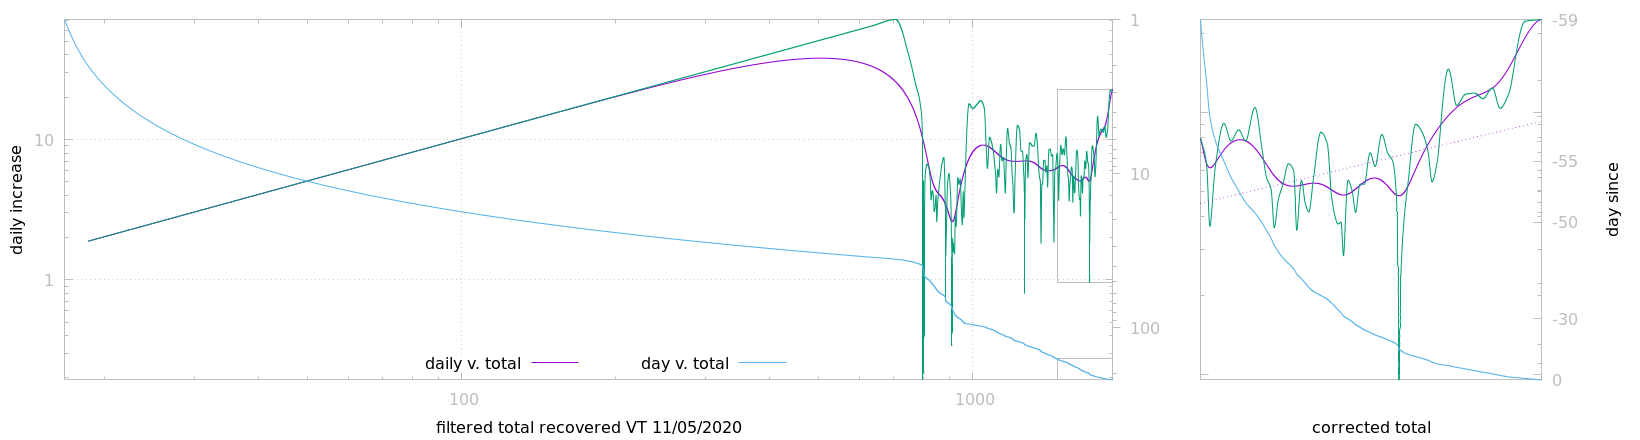 daily increase
10
1
daily v. total
day v. total
100
1000
filtered total recovered VT 11/05/2020
1
10
100
-59
-55
-50
-30
0
day since
corrected total